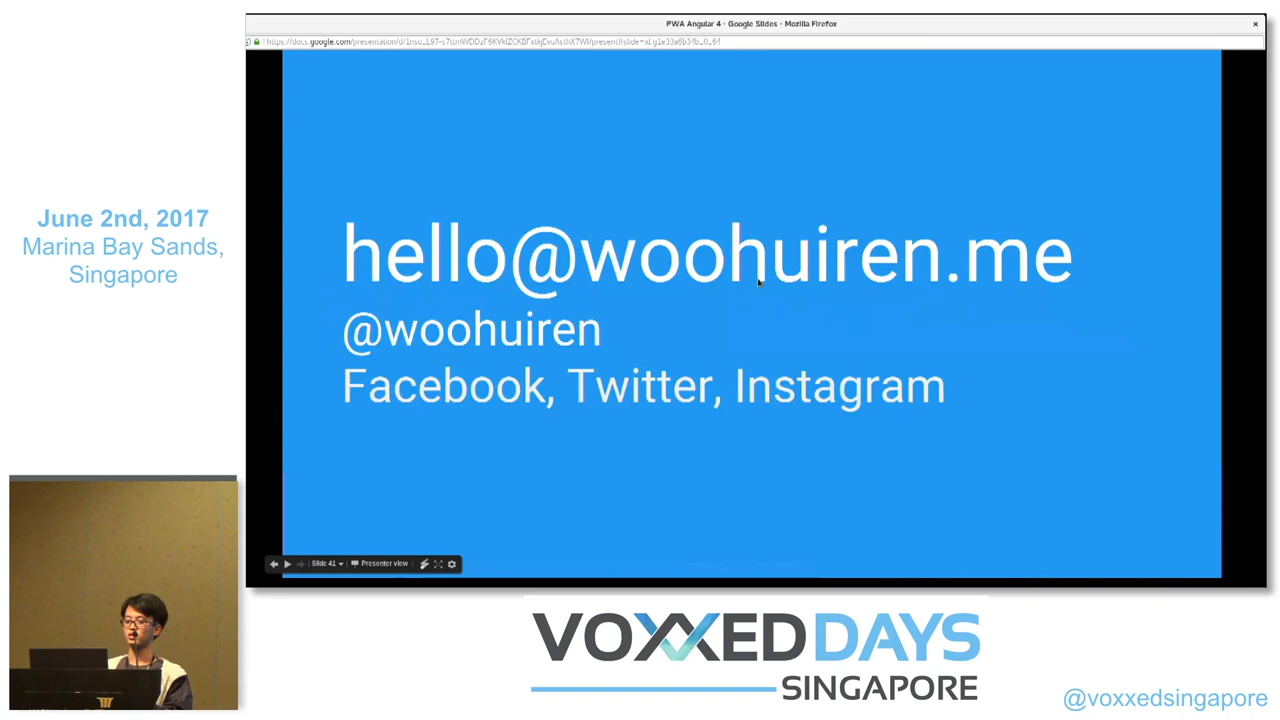 PWA Angular 4 - Google Slides - Mozilla Firefox
June 2nd, 2017
Marina Bay Sands,
Singapore
hello@woohuiren.me
@woohuiren
Facebook, Twitter, Instagram
Slide 41
Presenter view
VOXXED DAYS
SINGAPORE
@voxxedsingapore